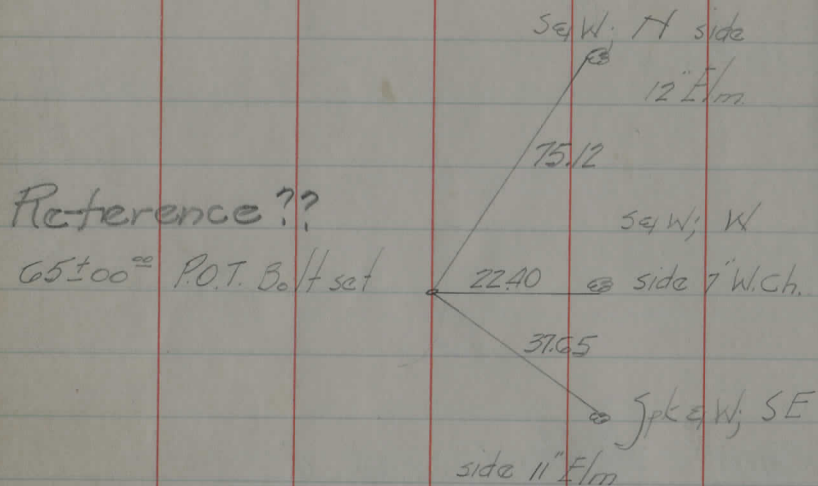 S&W; N side
12" Elm
75.12
Reference??
S&W; W
65+00°° P.O.T. Bolt set
22.40
side 7" W.Ch.
37.65
Spk&W; SE
side 11" Elm